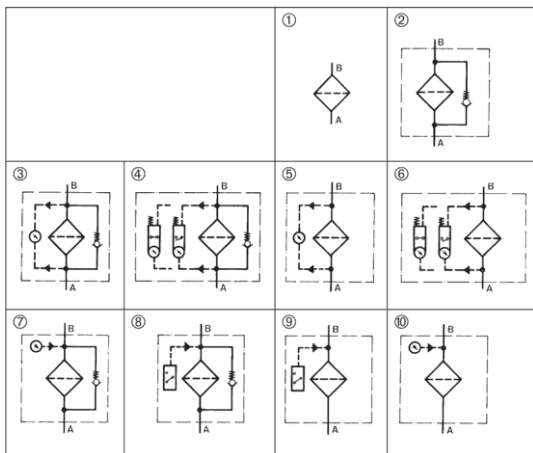 ① B A
② B A
③ B A
④ B A
⑤ B A
⑥ B A
⑦ B A
⑧ B A
⑨ B A
⑩ B A